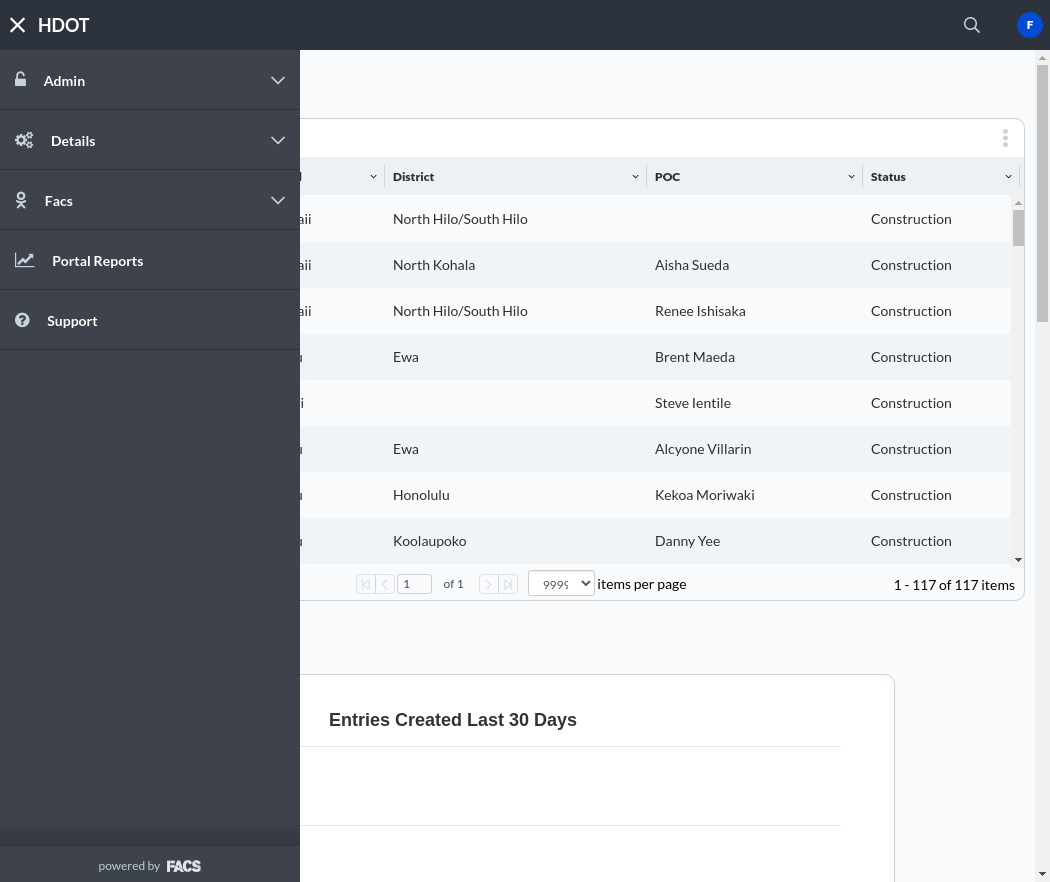 HDOT
F
Admin
Details
Facs
Portal Reports
Support
District POC Status
aii North Hilo/South Hilo Construction
aii North Kohala Aisha Sueda Construction
aii North Hilo/South Hilo Renee Ishisaka Construction
Ewa Brent Maeda Construction
i Steve Ientile Construction
Ewa Alcyone Villarin Construction
Honolulu Kekoa Moriwaki Construction
Koolaupoko Danny Yee Construction
1 of 1 9999 items per page 1 - 117 of 117 items
Entries Created Last 30 Days
powered by FACS